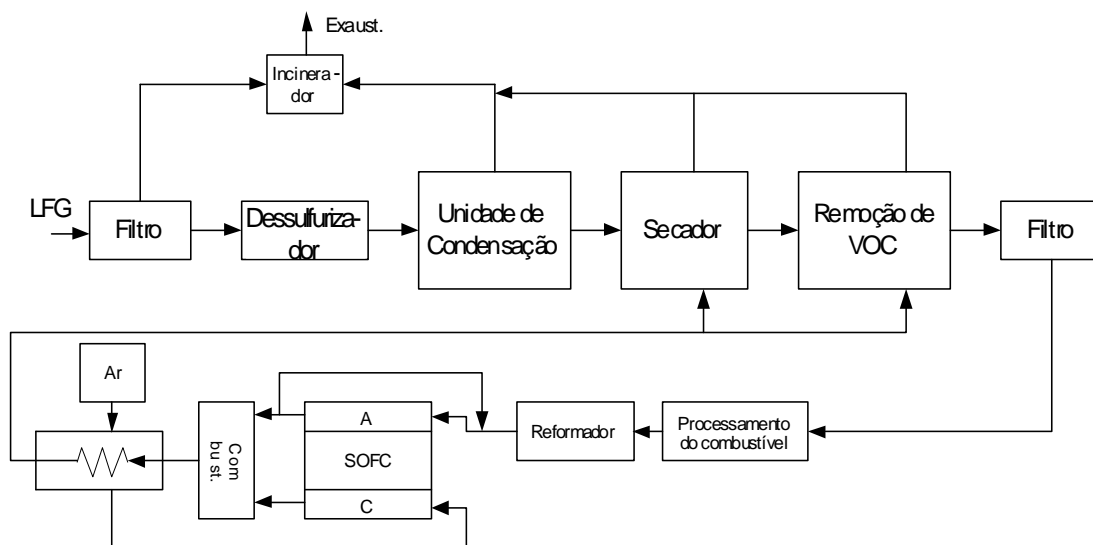 Exaust.
Incinera -
dor
LFG
Filtro
Dessulfuriza-
dor
Unidade de
Condensação
Secador
Remoção de
VOC
Filtro
Ar
Com
bu st.
A
SOFC
C
Reformador
Processamento
do combustível